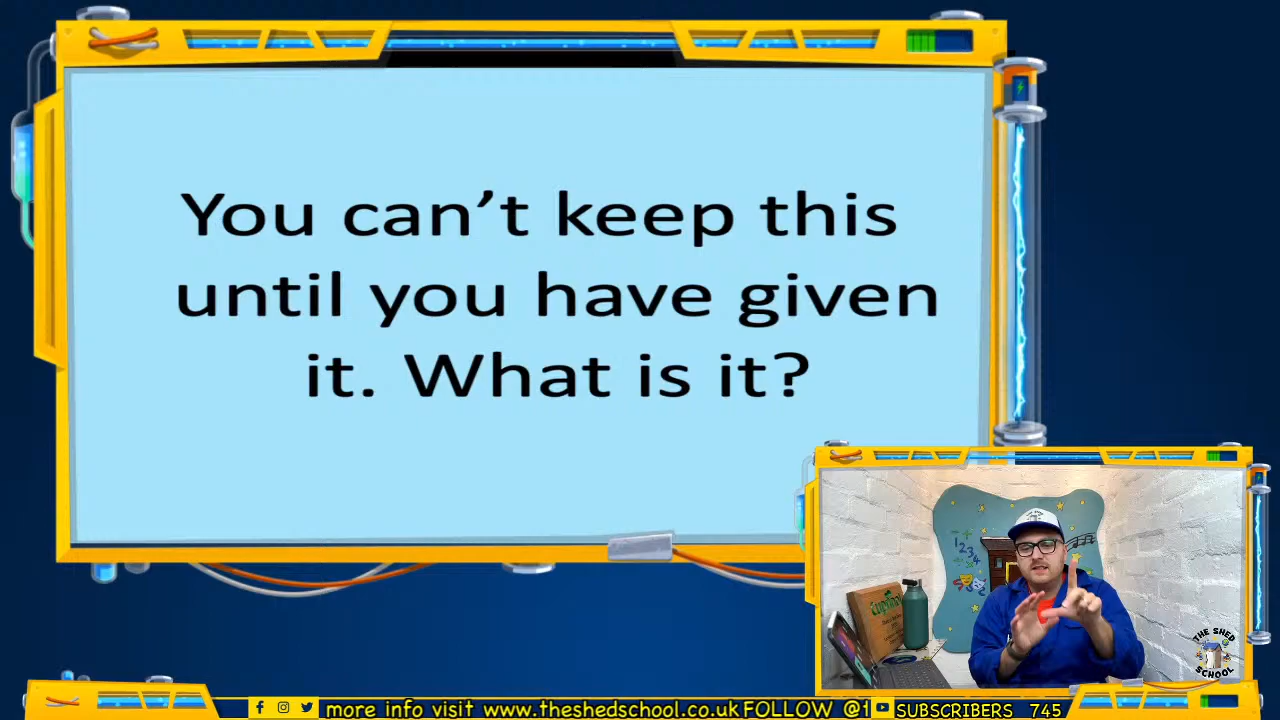 You can't keep this
until you have given
it. What is it?
THE SHED
SCHOOL
more info visit www.theshedschool.co.uk
FOLLOW @1
SUBSCRIBERS 745